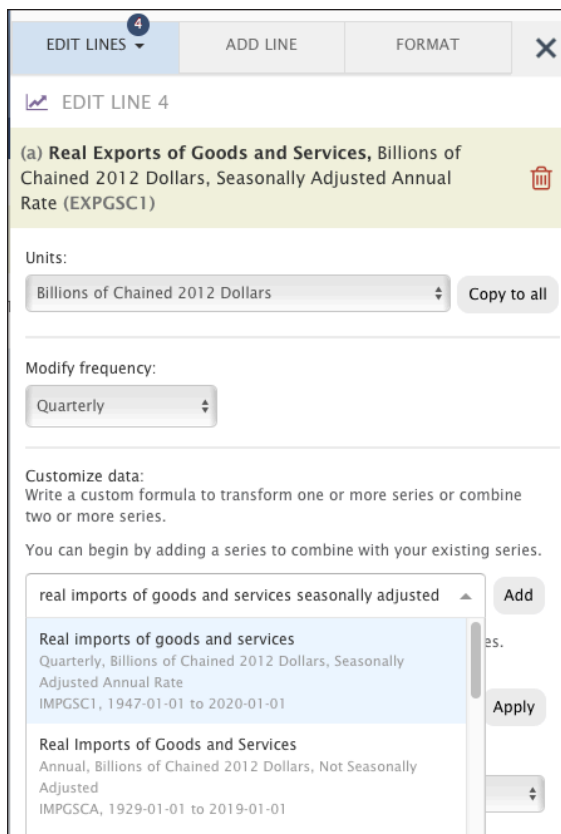 4
EDIT LINES ADD LINE FORMAT
EDIT LINE 4
(a) Real Exports of Goods and Services, Billions of
Chained 2012 Dollars, Seasonally Adjusted Annual
Rate (EXPGSC1)
Units:
Billions of Chained 2012 Dollars Copy to all
Modify frequency:
Quarterly
Customize data:
Write a custom formula to transform one or more series or combine
two or more series.
You can begin by adding a series to combine with your existing series.
real imports of goods and services seasonally adjusted Add
Real imports of goods and services
Quarterly, Billions of Chained 2012 Dollars, Seasonally
Adjusted Annual Rate
IMPGSC1, 1947-01-01 to 2020-01-01
es.
Apply
Real Imports of Goods and Services
Annual, Billions of Chained 2012 Dollars, Not Seasonally
Adjusted
IMPGSCA, 1929-01-01 to 2019-01-01